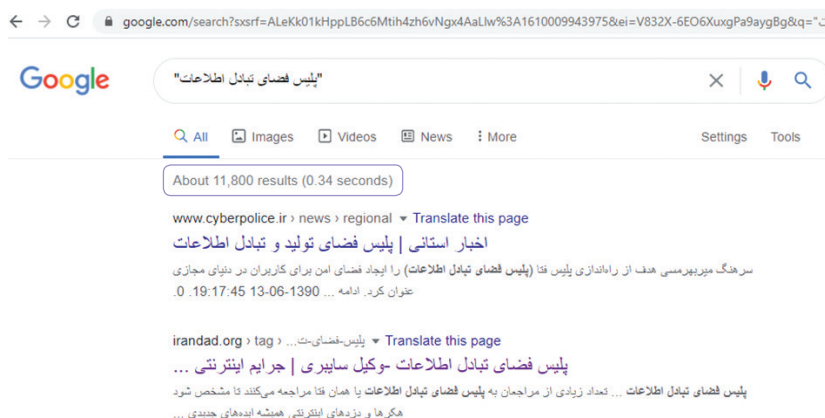 google.com/search?sxsrf=ALeKk01kHppLB6c6Mtih4zh6vNgx4AaLlw%3A1610009943975&ei=V832X-6EO6XuxgPa9aygBg&q="ت
Google
"پلیس فضای تبادل اطلاعات"
All Images Videos News More Settings Tools
About 11,800 results (0.34 seconds)
www.cyberpolice.ir › news › regional ▾ Translate this page
اخبار استانی | پلیس فضای تولید و تبادل اطلاعات
سرهنگ میربهرسی هدف از راه‌اندازی پلیس فتا (پلیس فضای تبادل اطلاعات) را ایجاد فضای امن برای کاربران در دنیای مجازی
عنوان کرد. ادامه ... 1390-06-13 19:17:45. 0.
irandad.org › tag › پلیس-فضای-ت... ▾ Translate this page
پلیس فضای تبادل اطلاعات -وکیل سایبری | جرایم اینترنتی ...
پلیس فضای تبادل اطلاعات ... تعداد زیادی از مراجعان به پلیس فضای تبادل اطلاعات یا همان فتا مراجعه می‌کنند تا مشخص شود
هکرها و دزدهای اینترنتی همیشه ایده‌های جدیدی ...